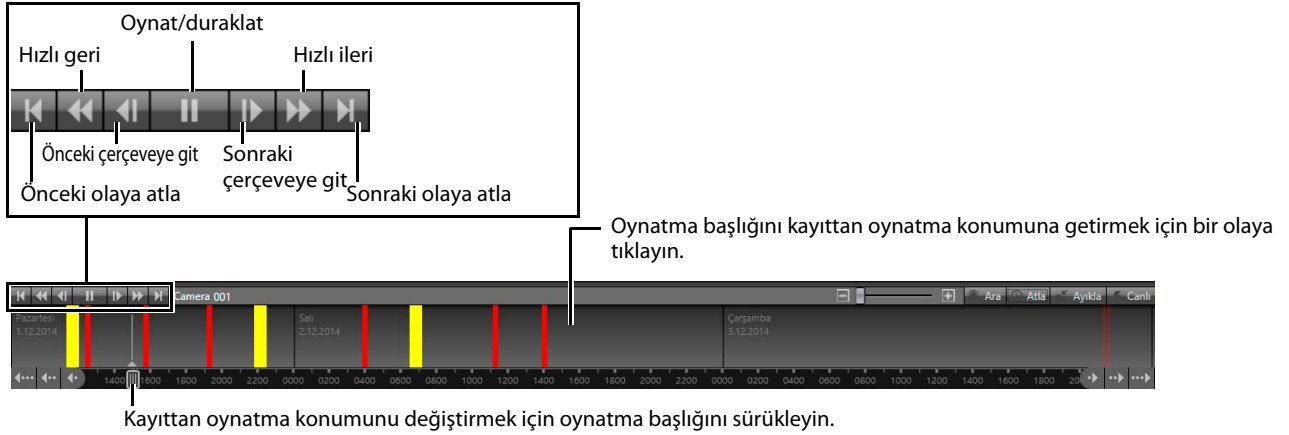 Oynat/duraklat
Hızlı geri
Hızlı ileri
Önceki çerçeveye git
Sonraki
çerçeveye git
Önceki olaya atla
Sonraki olaya atla
Oynatma başlığını kayıttan oynatma konumuna getirmek için bir olaya
tıklayın.
Camera 001
Ara Atla Ayıkla Canlı
Pazartesi Salı Çarşamba
1.12.2014 2.12.2014 3.12.2014
1400 1600 1800 2000 2200 0000 0200 0400 0600 0800 1000 1200 1400 1600 1800 2000 2200 0000 0200 0400 0600 0800 1000 1200 1400 1600 1800 20
Kayıttan oynatma konumunu değiştirmek için oynatma başlığını sürükleyin.